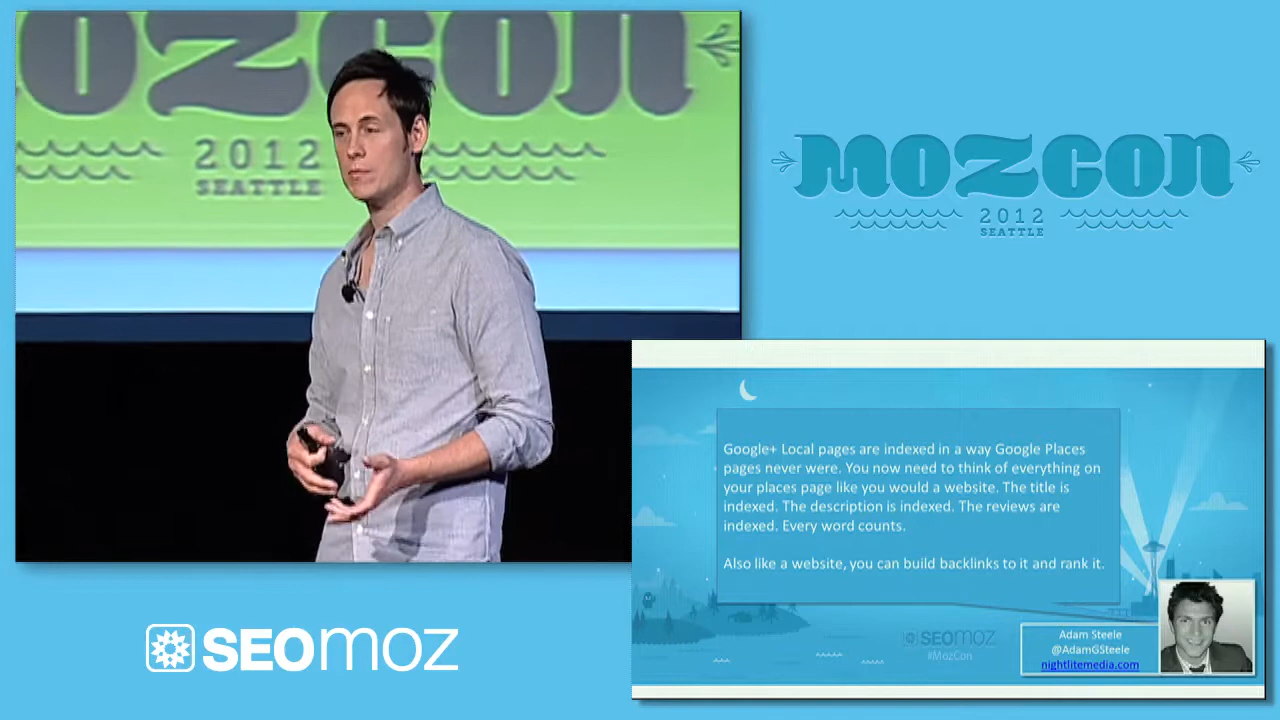 MOZCON
2012
SEATTLE
MOZCON
2012
SEATTLE
Google+ Local pages are indexed in a way Google Places
pages never were. You now need to think of everything on
your places page like you would a website. The title is
indexed. The description is indexed. The reviews are
indexed. Every word counts.
Also like a website, you can build backlinks to it and rank it.
Adam Steele
@AdamGSteele
nightlitemedia.com
SEOMOZ
#MozCon
SEOMOZ